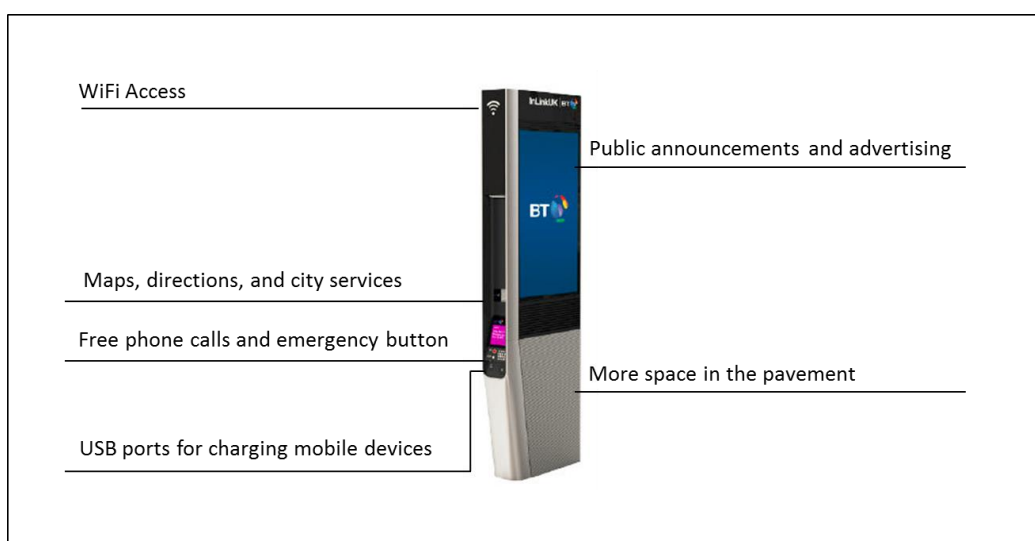 WiFi Access
InLinkUK BT
Public announcements and advertising
BT
Maps, directions, and city services
Free phone calls and emergency button
More space in the pavement
USB ports for charging mobile devices